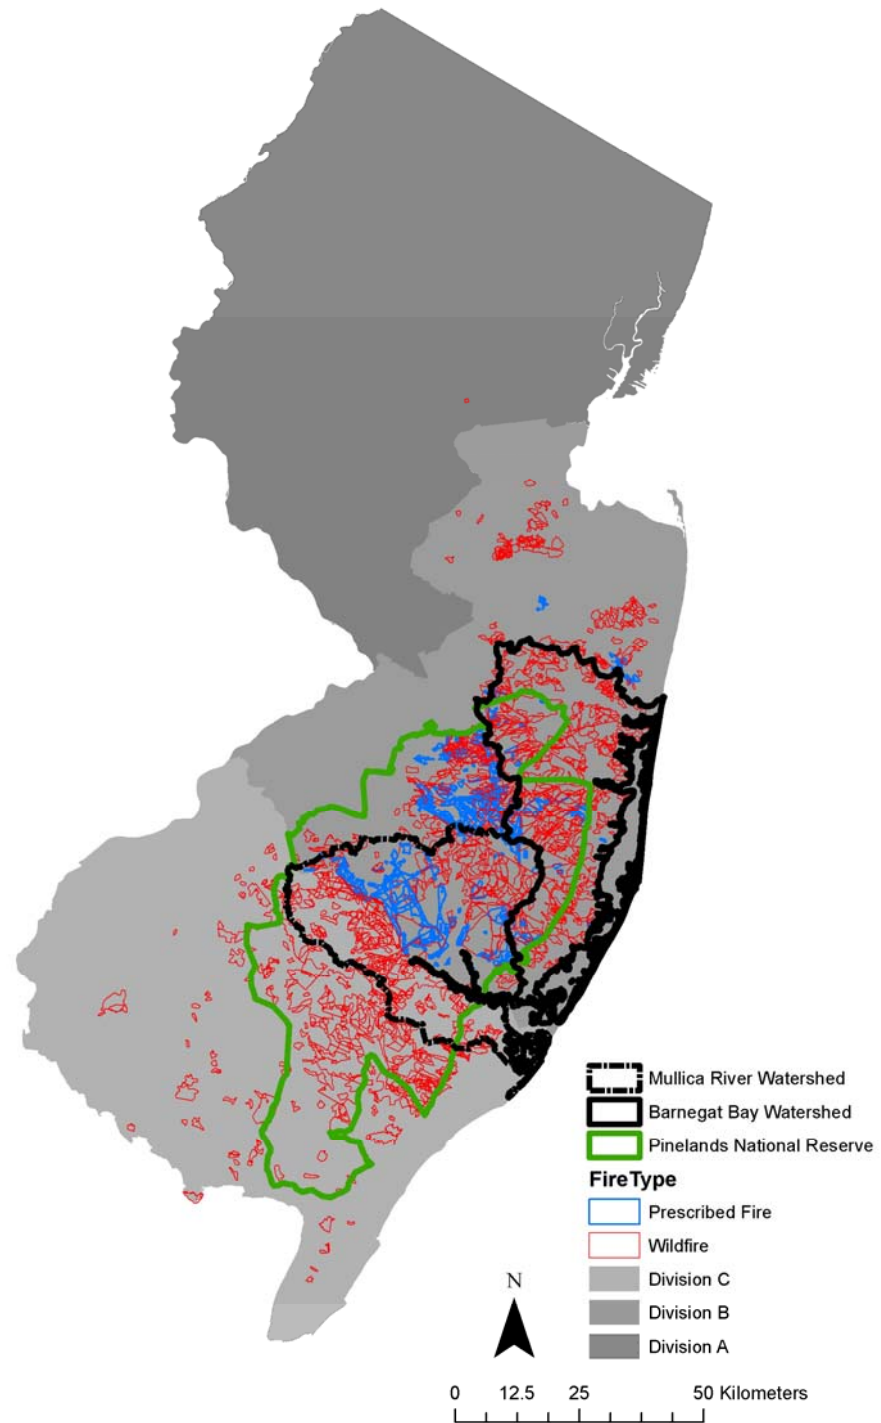 Mullica River Watershed
Barnegat Bay Watershed
Pinelands National Reserve
FireType
Prescribed Fire
Wildfire
Division C
Division B
Division A
N
0 12.5 25 50 Kilometers